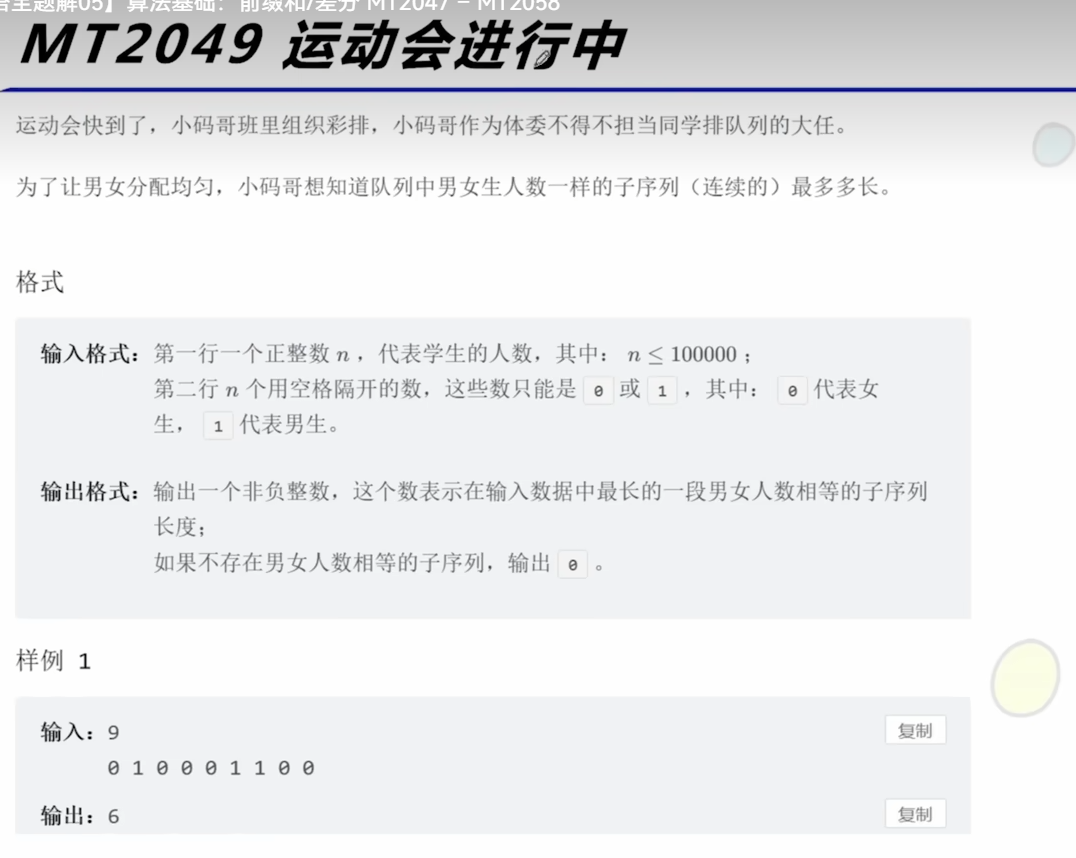 主题解05】算法基础：前缀和/差分 MT2047 - MT2058
MT2049 运动会进行中
运动会快到了，小码哥班里组织彩排，小码哥作为体委不得不担当同学排队列的大任。
为了让男女分配均匀，小码哥想知道队列中男女生人数一样的子序列（连续的）最多多长。
格式
输入格式： 第一行一个正整数 n ，代表学生的人数，其中： n ≤ 100000 ；
第二行 n 个用空格隔开的数，这些数只能是 0 或 1 ，其中： 0 代表女
生， 1 代表男生。
输出格式： 输出一个非负整数，这个数表示在输入数据中最长的一段男女人数相等的子序列
长度；
如果不存在男女人数相等的子序列，输出 0 。
样例 1
输入： 9 复制
0 1 0 0 0 1 1 0 0
输出： 6 复制